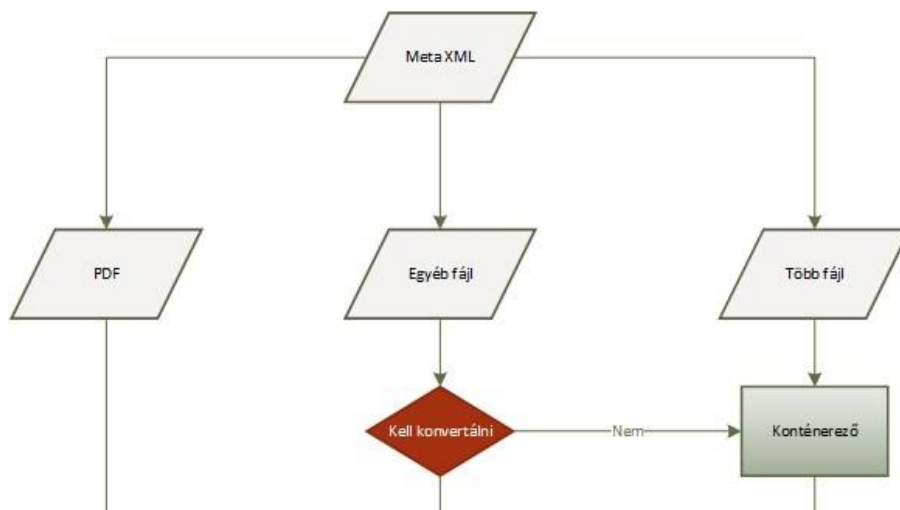 Meta XML
PDF
Egyéb fájl
Több fájl
Kell konvertálni
Nem
Konténerező